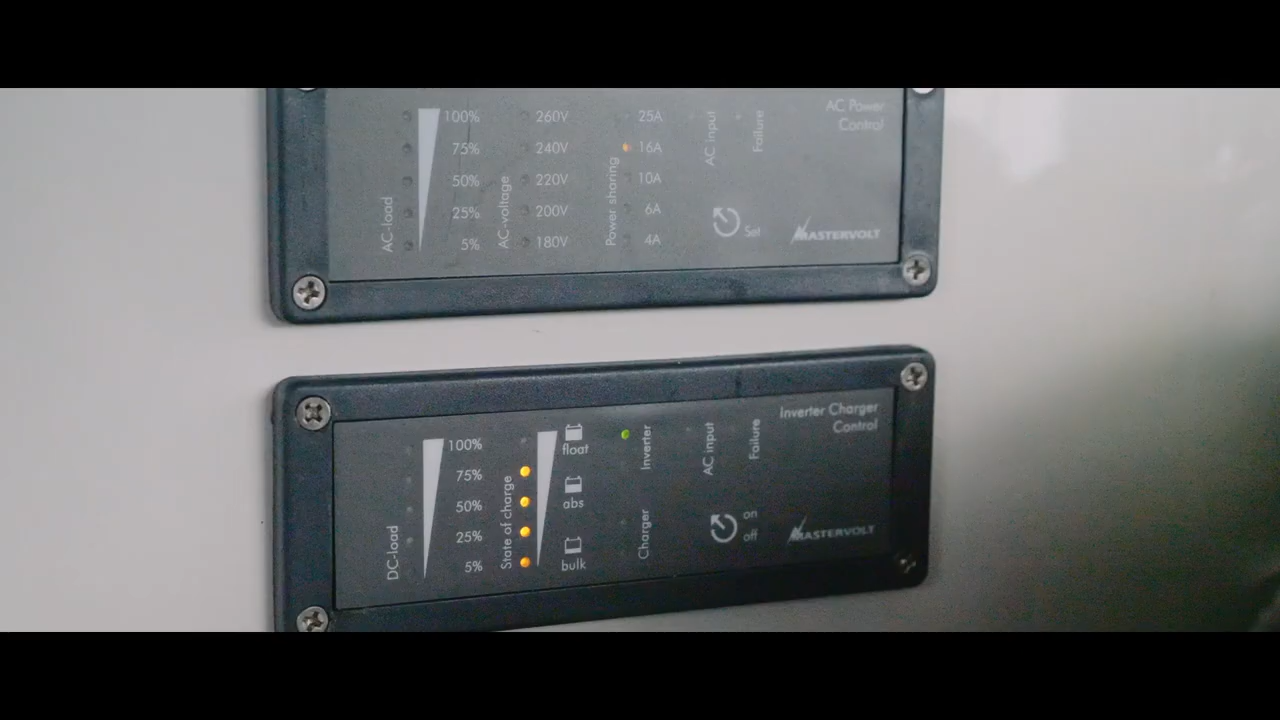 AC Power
Control
100%
75%
50%
25%
5%
AC-load
260V
240V
220V
200V
180V
AC-voltage
25A
16A
10A
6A
4A
Power sharing
AC input
Failure
Set
MASTERVOLT
Inverter Charger
Control
100%
75%
50%
25%
5%
DC-load
State of charge
float
abs
bulk
Inverter
Charger
AC input
Failure
on
off
MASTERVOLT